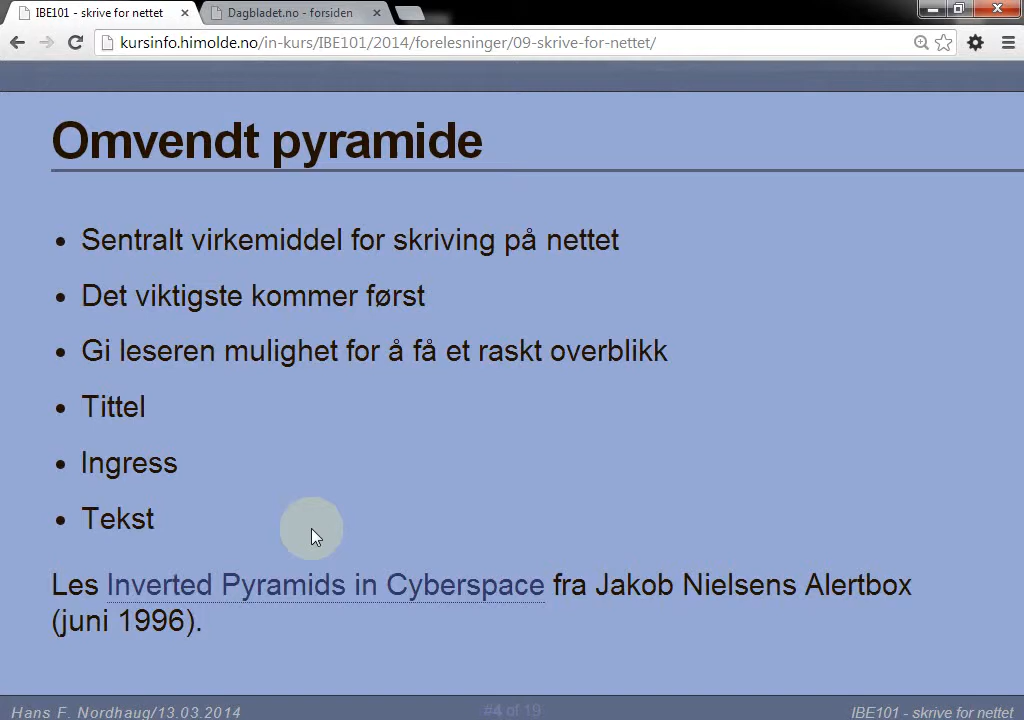 IBE101 - skrive for nettet
Dagbladet.no - forsiden
kursinfo.himolde.no/in-kurs/IBE101/2014/forelesninger/09-skrive-for-nettet/
Omvendt pyramide
• Sentralt virkemiddel for skriving på nettet
• Det viktigste kommer først
• Gi leseren mulighet for å få et raskt overblikk
• Tittel
• Ingress
• Tekst
Les Inverted Pyramids in Cyberspace fra Jakob Nielsens Alertbox
(juni 1996).
Hans F. Nordhaug/13.03.2014
#4 of 19
IBE101 - skrive for nettet